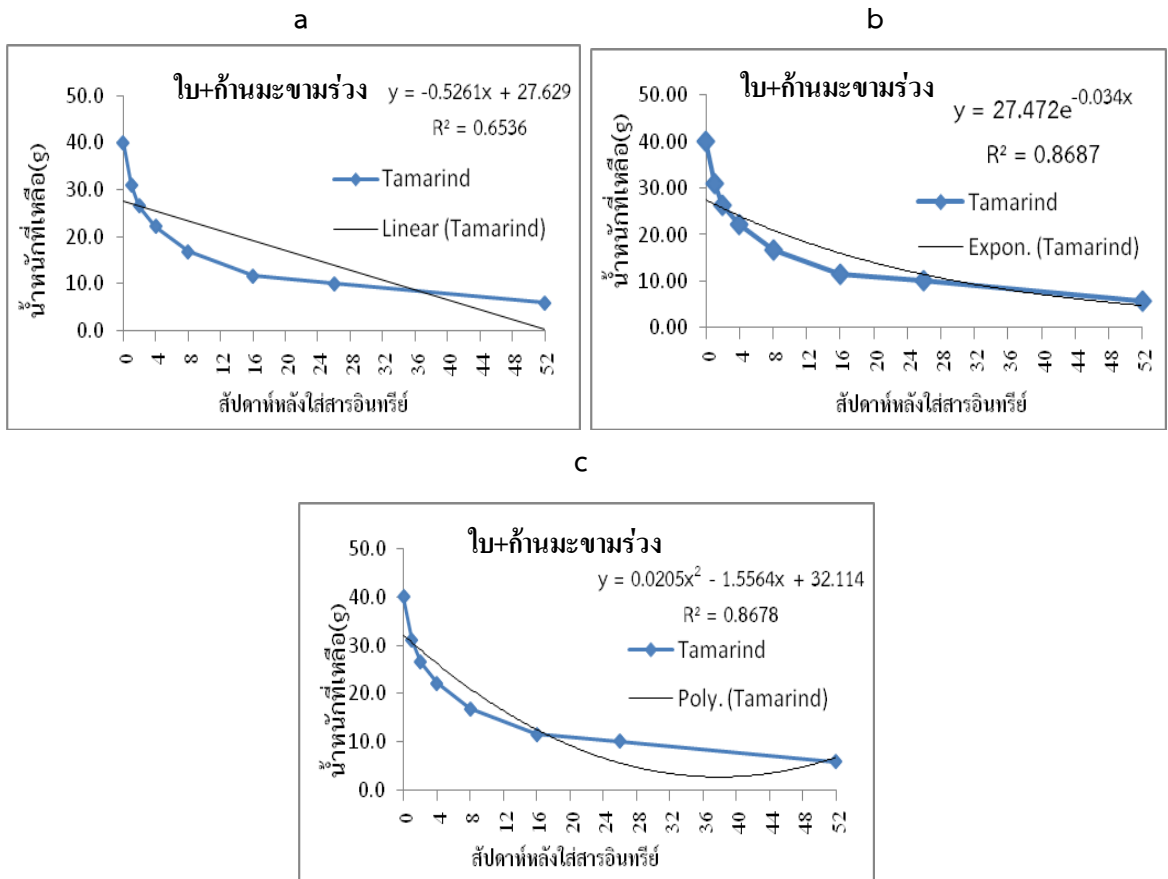 a
ใบ+ก้านมะขามร่วง
y = -0.5261x + 27.629
R² = 0.6536
Tamarind
Linear (Tamarind)
50.0
40.0
30.0
20.0
10.0
0.0
น้ำหนักที่เหลือ(g)
0 4 8 12 16 20 24 28 32 36 40 44 48 52
สัปดาห์หลังใส่สารอินทรีย์
b
ใบ+ก้านมะขามร่วง
y = 27.472e^-0.034x
R² = 0.8687
Tamarind
Expon. (Tamarind)
50.00
40.00
30.00
20.00
10.00
0.00
น้ำหนักที่เหลือ(g)
0 4 8 12 16 20 24 28 32 36 40 44 48 52
สัปดาห์หลังใส่สารอินทรีย์
c
ใบ+ก้านมะขามร่วง
y = 0.0205x² - 1.5564x + 32.114
R² = 0.8678
Tamarind
Poly. (Tamarind)
50.0
40.0
30.0
20.0
10.0
0.0
น้ำหนักที่เหลือ(g)
0 4 8 12 16 20 24 28 32 36 40 44 48 52
สัปดาห์หลังใส่สารอินทรีย์